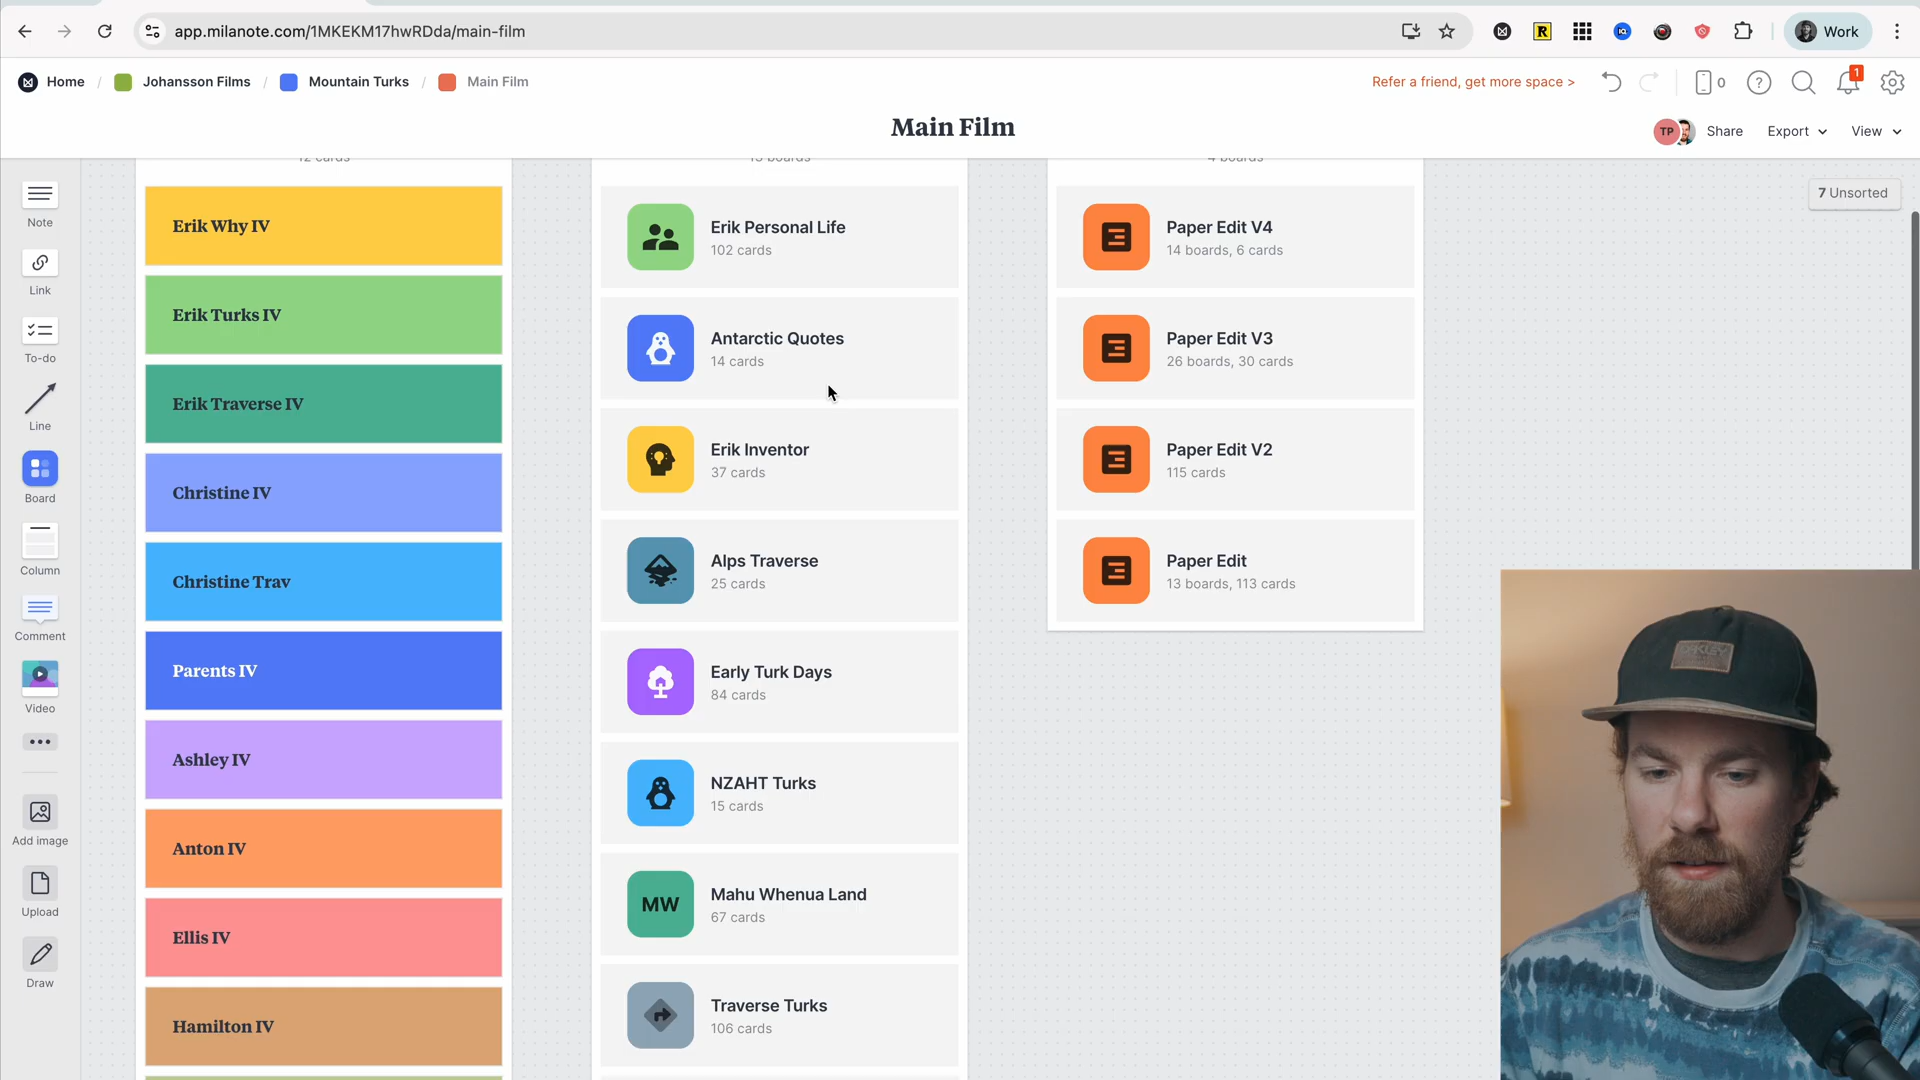 app.milanote.com/1MKEKM17hwRDda/main-film
Work
Home / Johansson Films / Mountain Turks / Main Film
Refer a friend, get more space >
0
1
Main Film
TP
Share
Export
View
12 cards
4 boards
7 Unsorted
Note
Link
To-do
Line
Board
Column
Comment
Video
Add image
Upload
Draw
Erik Why IV
Erik Turks IV
Erik Traverse IV
Christine IV
Christine Trav
Parents IV
Ashley IV
Anton IV
Ellis IV
Hamilton IV
Erik Personal Life
102 cards
Antarctic Quotes
14 cards
Erik Inventor
37 cards
Alps Traverse
25 cards
Early Turk Days
84 cards
NZAHT Turks
15 cards
MW
Mahu Whenua Land
67 cards
Traverse Turks
106 cards
Paper Edit V4
14 boards, 6 cards
Paper Edit V3
26 boards, 30 cards
Paper Edit V2
115 cards
Paper Edit
13 boards, 113 cards
OAKLEY